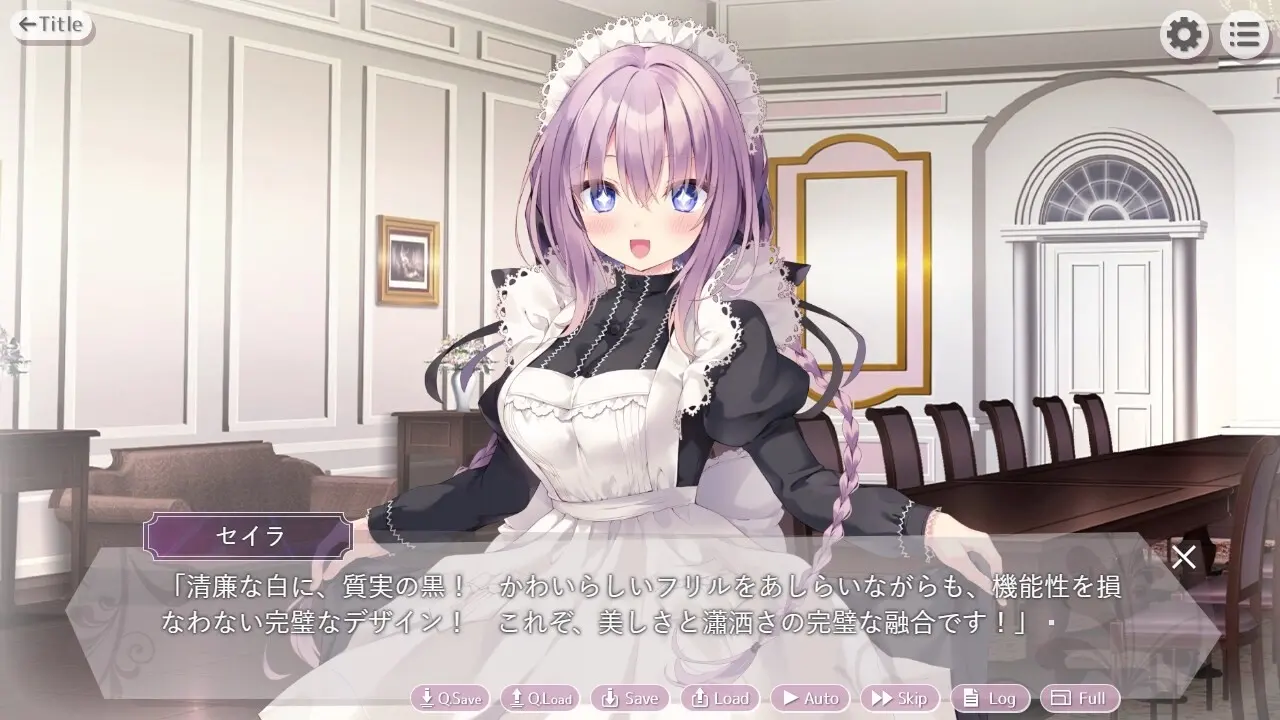 ←Title
セイラ
「清廉な白に、質実の黒！　かわいらしいフリルをあしらいながらも、機能性を損
なわない完璧なデザイン！　これぞ、美しさと瀟洒さの完璧な融合です！」
Q.Save Q.Load Save Load Auto Skip Log Full